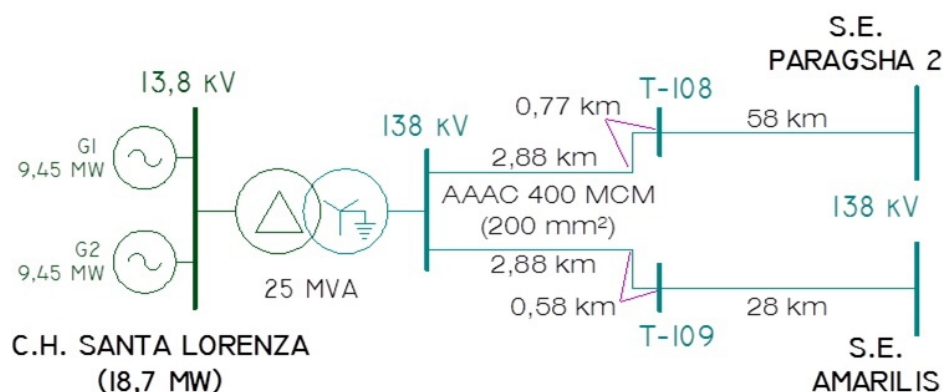 S.E.
PARAGSHA 2
13,8 kV
T-108
0,77 km
58 km
138 kV
G1
9,45 MW
2,88 km
AAAC 400 MCM
(200 mm²)
138 kV
G2
9,45 MW
2,88 km
25 MVA
0,58 km
28 km
T-109
C.H. SANTA LORENZA
(18,7 MW)
S.E.
AMARILIS